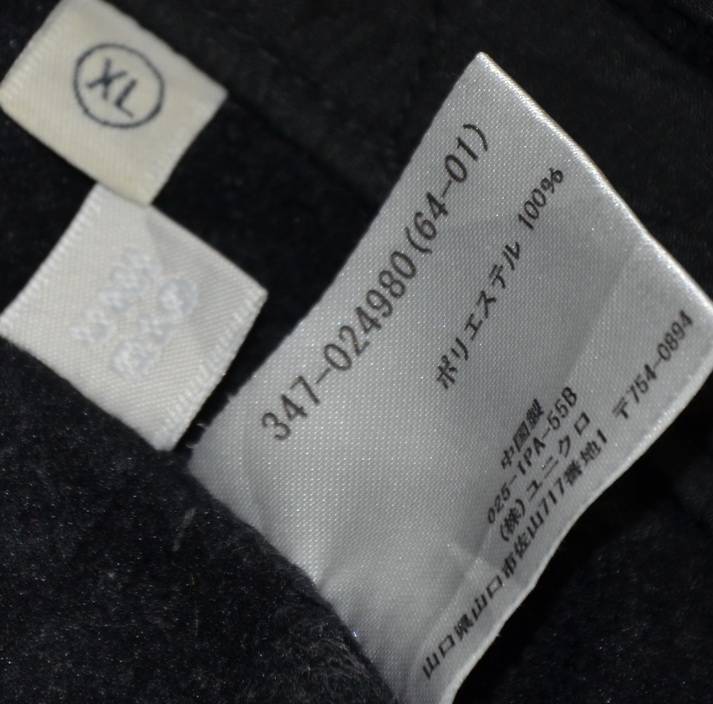 XL
347-024980(64-01)
ポリエステル 100%
中国製
025-1PA-55B
(株)ユニクロ
山口県山口市佐山717番地1 〒754-0894